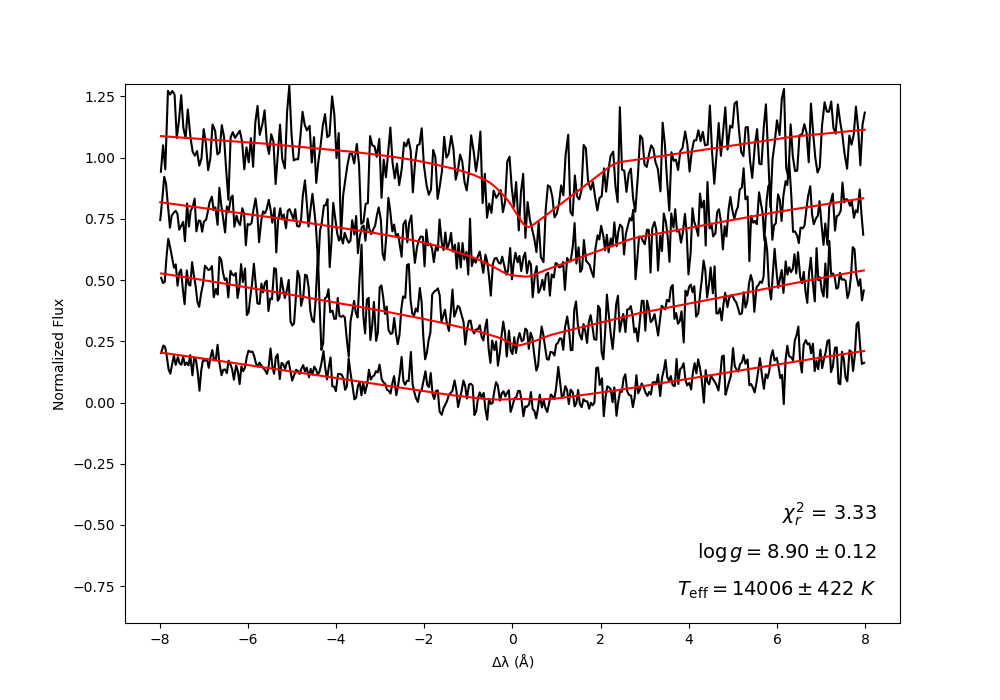 1.25
1.00
0.75
0.50
0.25
0.00
−0.25
−0.50
−0.75
Normalized Flux
χ²ᵣ = 3.33
log g = 8.90 ± 0.12
T_eff = 14006 ± 422 K
−8 −6 −4 −2 0 2 4 6 8
Δλ (Å)